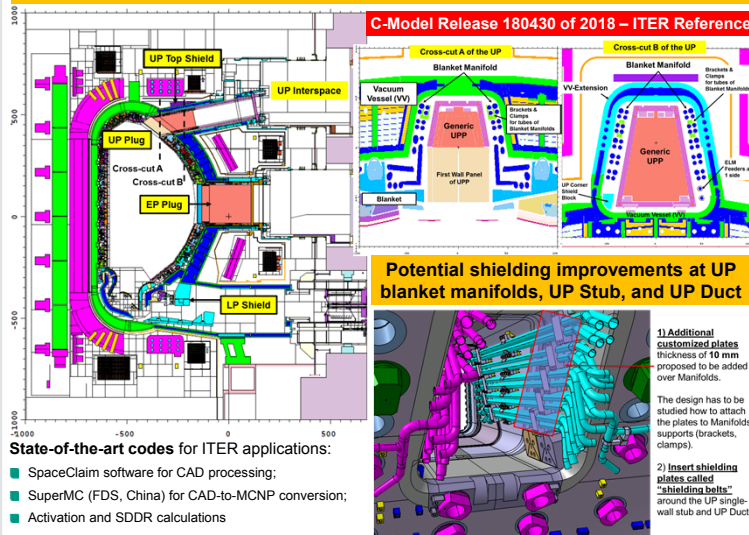 C-Model Release 180430 of 2018 – ITER Reference
1000
500
0
-500
-1000
-1000
-500
0
500
UP Top Shield
UP Interspace
UP Plug
Cross-cut A
Cross-cut B
EP Plug
LP Shield
Cross-cut A of the UP
Blanket Manifold
Vacuum
Vessel (VV)
Brackets &
Clamps
for tubes of
Blanket Manifolds
Generic
UPP
First Wall Panel
of UPP
Blanket
Cross-cut B of the UP
Blanket Manifold
Brackets &
Clamps
for tubes of
Blanket Manifolds
VV-Extension
Generic
UPP
ELM
Feeders at
1 side
UP Corner
Shield
Block
Vacuum Vessel (VV)
Potential shielding improvements at UP
blanket manifolds, UP Stub, and UP Duct
1) Additional
customized plates
thickness of 10 mm
proposed to be added
over Manifolds.
The design has to be
studied how to attach
the plates to Manifolds
supports (brackets,
clamps).
2) Insert shielding
plates called
"shielding belts"
around the UP single-
wall stub and UP Duct
State-of-the-art codes for ITER applications:
SpaceClaim software for CAD processing;
SuperMC (FDS, China) for CAD-to-MCNP conversion;
Activation and SDDR calculations